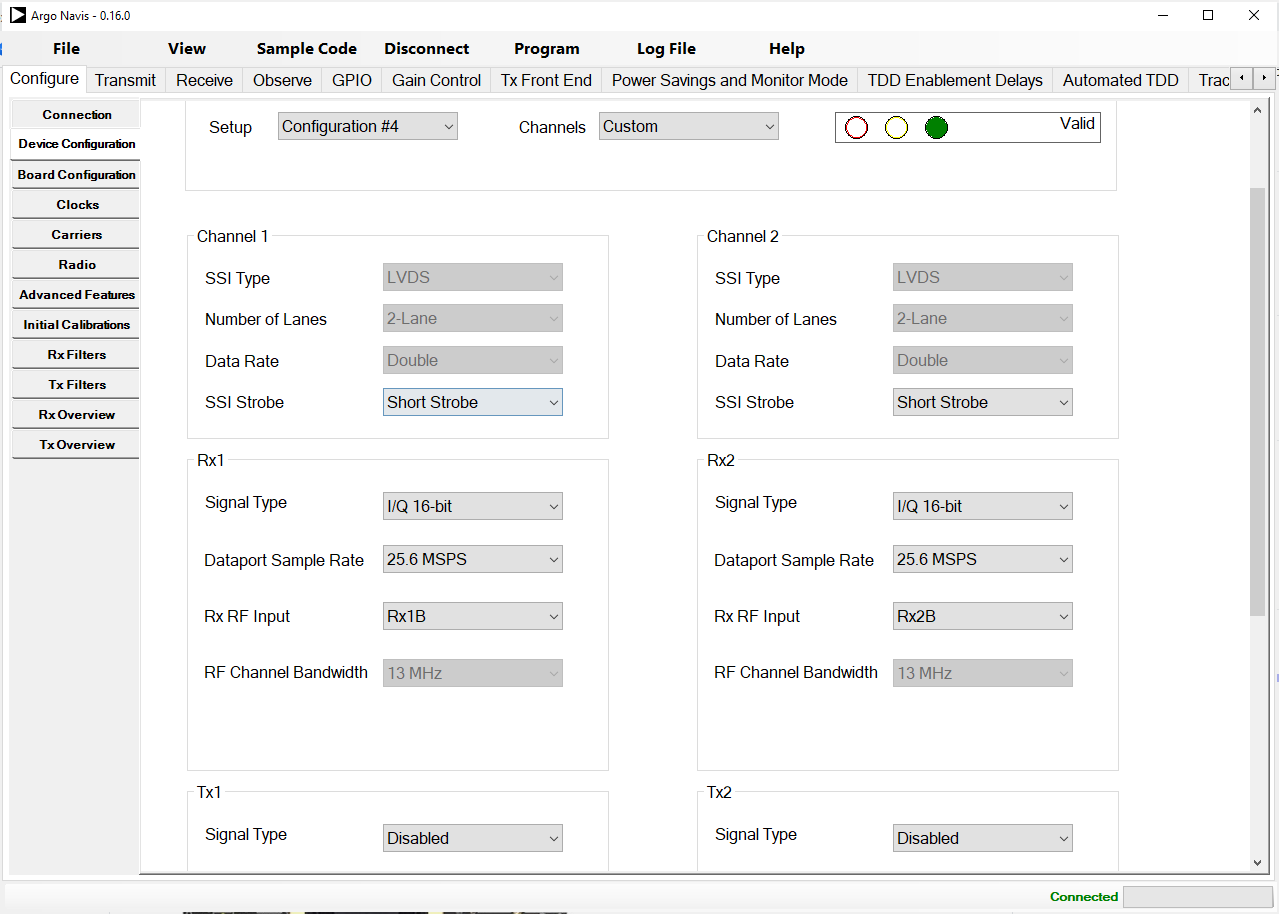 Argo Navis - 0.16.0
File View Sample Code Disconnect Program Log File Help
Configure Transmit Receive Observe GPIO Gain Control Tx Front End Power Savings and Monitor Mode TDD Enablement Delays Automated TDD Trac
Connection
Device Configuration
Board Configuration
Clocks
Carriers
Radio
Advanced Features
Initial Calibrations
Rx Filters
Tx Filters
Rx Overview
Tx Overview
Setup Configuration #4 Channels Custom Valid
Channel 1
SSI Type LVDS
Number of Lanes 2-Lane
Data Rate Double
SSI Strobe Short Strobe
Channel 2
SSI Type LVDS
Number of Lanes 2-Lane
Data Rate Double
SSI Strobe Short Strobe
Rx1
Signal Type I/Q 16-bit
Dataport Sample Rate 25.6 MSPS
Rx RF Input Rx1B
RF Channel Bandwidth 13 MHz
Rx2
Signal Type I/Q 16-bit
Dataport Sample Rate 25.6 MSPS
Rx RF Input Rx2B
RF Channel Bandwidth 13 MHz
Tx1
Signal Type Disabled
Tx2
Signal Type Disabled
Connected